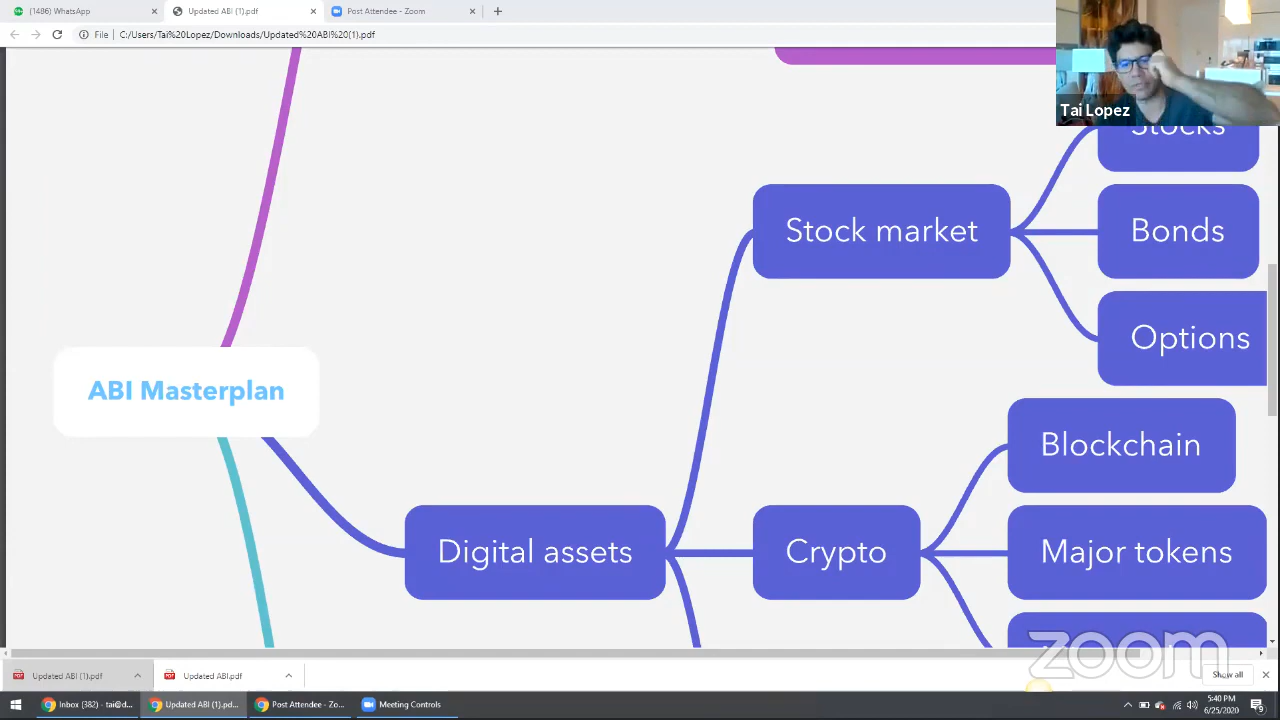 (1486) WhatsApp
Updated ABI (1).pdf
Post Attendee - Zoom
File
C:/Users/Tai%20Lopez/Downloads/Updated%20ABI%20(1).pdf
Tai Lopez
Stocks
Stock market
Bonds
Options
ABI Masterplan
Blockchain
Digital assets
Crypto
Major tokens
zoom
Updated ABI (1).pdf
Updated ABI.pdf
Show all
Inbox (382) - tai@d...
Updated ABI (1).pd...
Post Attendee - Zo...
Meeting Controls
5:40 PM
6/25/2020
9